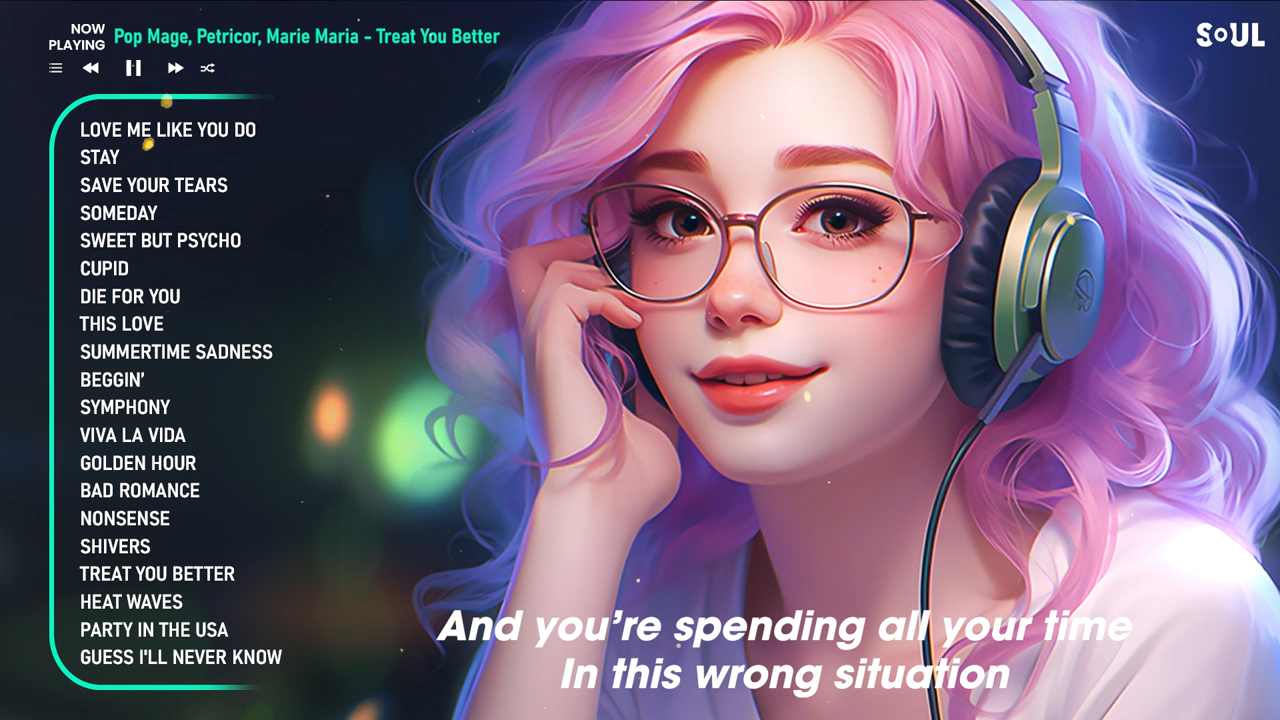 NOW
PLAYING
Pop Mage, Petricor, Marie Maria - Treat You Better
SOUL
LOVE ME LIKE YOU DO
STAY
SAVE YOUR TEARS
SOMEDAY
SWEET BUT PSYCHO
CUPID
DIE FOR YOU
THIS LOVE
SUMMERTIME SADNESS
BEGGIN'
SYMPHONY
VIVA LA VIDA
GOLDEN HOUR
BAD ROMANCE
NONSENSE
SHIVERS
TREAT YOU BETTER
HEAT WAVES
PARTY IN THE USA
GUESS I'LL NEVER KNOW
And you're spending all your time
In this wrong situation